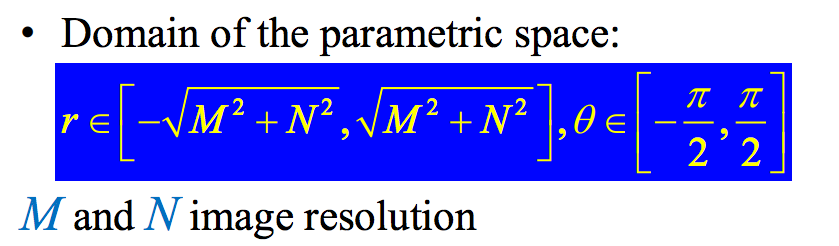 • Domain of the parametric space:
r ∈ [−√(M² + N²), √(M² + N²)], θ ∈ [−π/2, π/2]
M and N image resolution